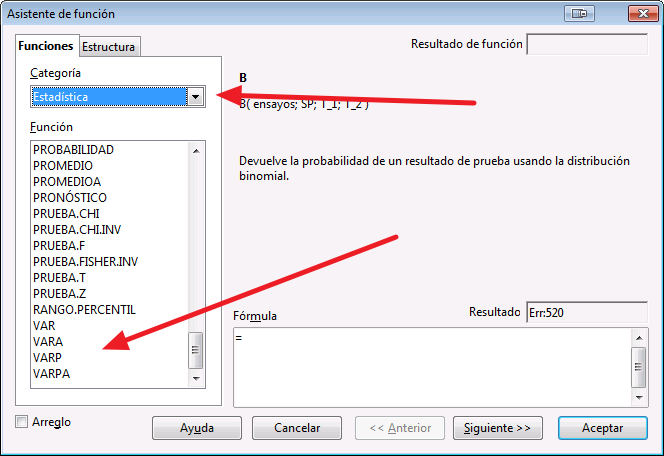 Asistente de función
Funciones
Estructura
Resultado de función
Categoría
Estadística
Función
PROBABILIDAD
PROMEDIO
PROMEDIOA
PRONÓSTICO
PRUEBA.CHI
PRUEBA.CHI.INV
PRUEBA.F
PRUEBA.FISHER.INV
PRUEBA.T
PRUEBA.Z
RANGO.PERCENTIL
VAR
VARA
VARP
VARPA
B
B( ensayos; SP; T_1; T_2 )
Devuelve la probabilidad de un resultado de prueba usando la distribución
binomial.
Fórmula
Resultado
Err:520
=
Arreglo
Ayuda
Cancelar
<< Anterior
Siguiente >>
Aceptar